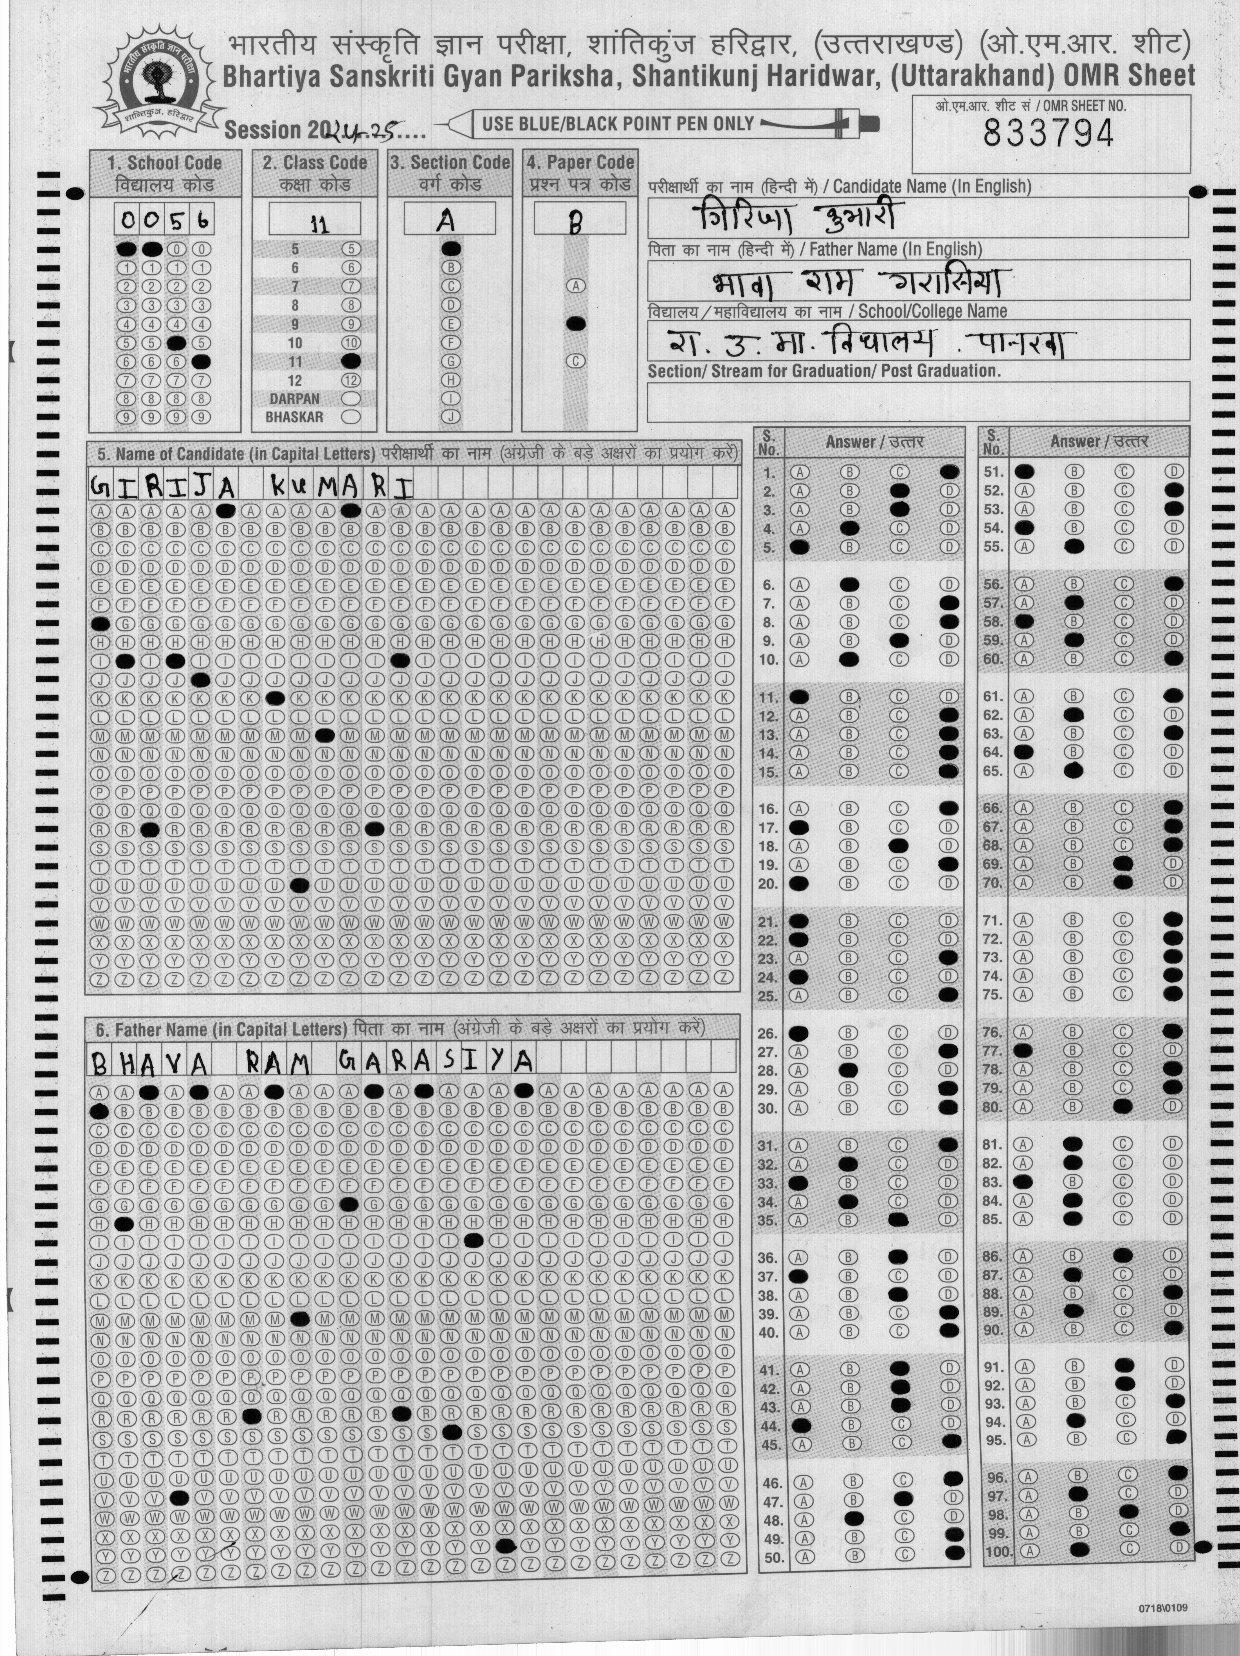 भारतीय संस्कृति ज्ञान परीक्षा, शांतिकुंज हरिद्वार, (उत्तराखण्ड) (ओ.एम.आर. शीट)
Bhartiya Sanskriti Gyan Pariksha, Shantikunj Haridwar, (Uttarakhand) OMR Sheet
Session 2024-25....
USE BLUE/BLACK POINT PEN ONLY
ओ.एम.आर. शीट सं / OMR SHEET NO.
833794
1. School Code
विद्यालय कोड
0056
2. Class Code
कक्षा कोड
11
5
6
7
8
9
10
11
12
DARPAN
BHASKAR
3. Section Code
वर्ग कोड
A
4. Paper Code
प्रश्न पत्र कोड
B
परीक्षार्थी का नाम (हिन्दी में) / Candidate Name (In English)
गिरिजा कुमारी
पिता का नाम (हिन्दी में) / Father Name (In English)
भावा राम गरासिया
विद्यालय / महाविद्यालय का नाम / School/College Name
रा. उ. मा. विधालय . पानरवा
Section/ Stream for Graduation/ Post Graduation.
5. Name of Candidate (in Capital Letters) परीक्षार्थी का नाम (अंग्रेजी के बड़े अक्षरों का प्रयोग करें)
GIRIJA KUMARI
6. Father Name (in Capital Letters) पिता का नाम (अंग्रेजी के बड़े अक्षरों का प्रयोग करें)
BHAVA RAM GARASIYA
S. No. Answer / उत्तर
S. No. Answer / उत्तर
0718\0109